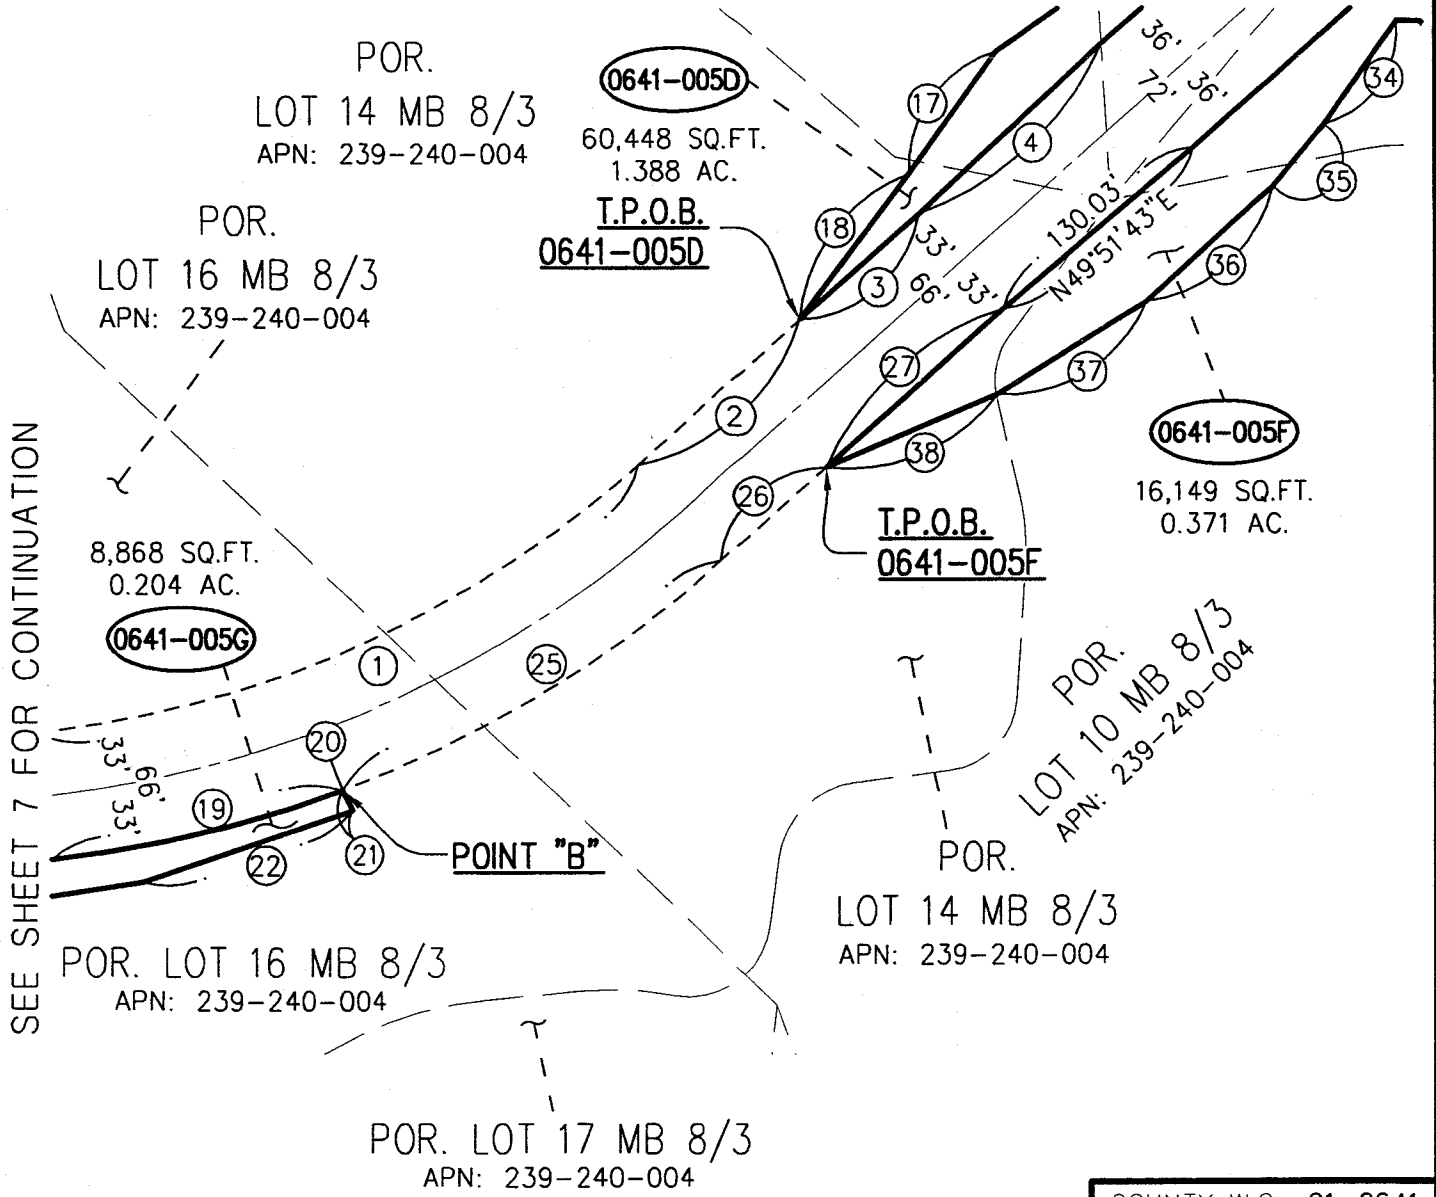 POR.
LOT 14 MB 8/3
APN: 239-240-004
0641-005D
60,448 SQ.FT.
1.388 AC.
T.P.O.B.
0641-005D
17
18
4
3
36'
36'
72'
34
35
33'
33'
66'
130.03'
N49°51'43"E
36
37
27
38
2
26
POR.
LOT 16 MB 8/3
APN: 239-240-004
0641-005F
16,149 SQ.FT.
0.371 AC.
T.P.O.B.
0641-005F
SEE SHEET 7 FOR CONTINUATION
8,868 SQ.FT.
0.204 AC.
0641-005G
1
25
20
33'
66'
33'
19
22
21
POINT "B"
POR.
LOT 10 MB 8/3
APN: 239-240-004
POR.
LOT 14 MB 8/3
APN: 239-240-004
POR. LOT 16 MB 8/3
APN: 239-240-004
POR. LOT 17 MB 8/3
APN: 239-240-004